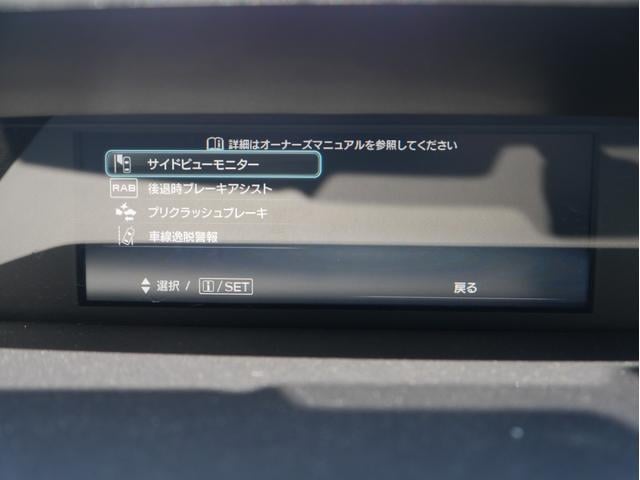 詳細はオーナーズマニュアルを参照してください
サイドビューモニター
RAB 後退時ブレーキアシスト
プリクラッシュブレーキ
車線逸脱警報
選択 / i/SET 戻る